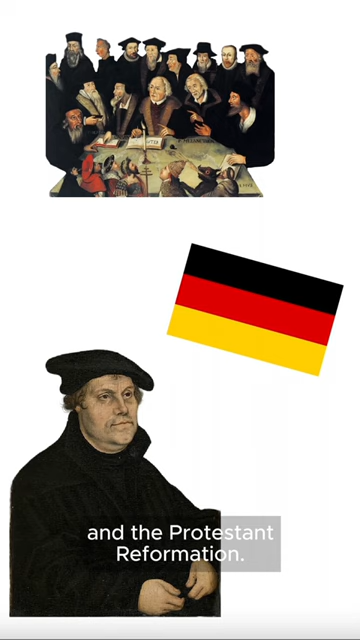 and the Protestant
Reformation.